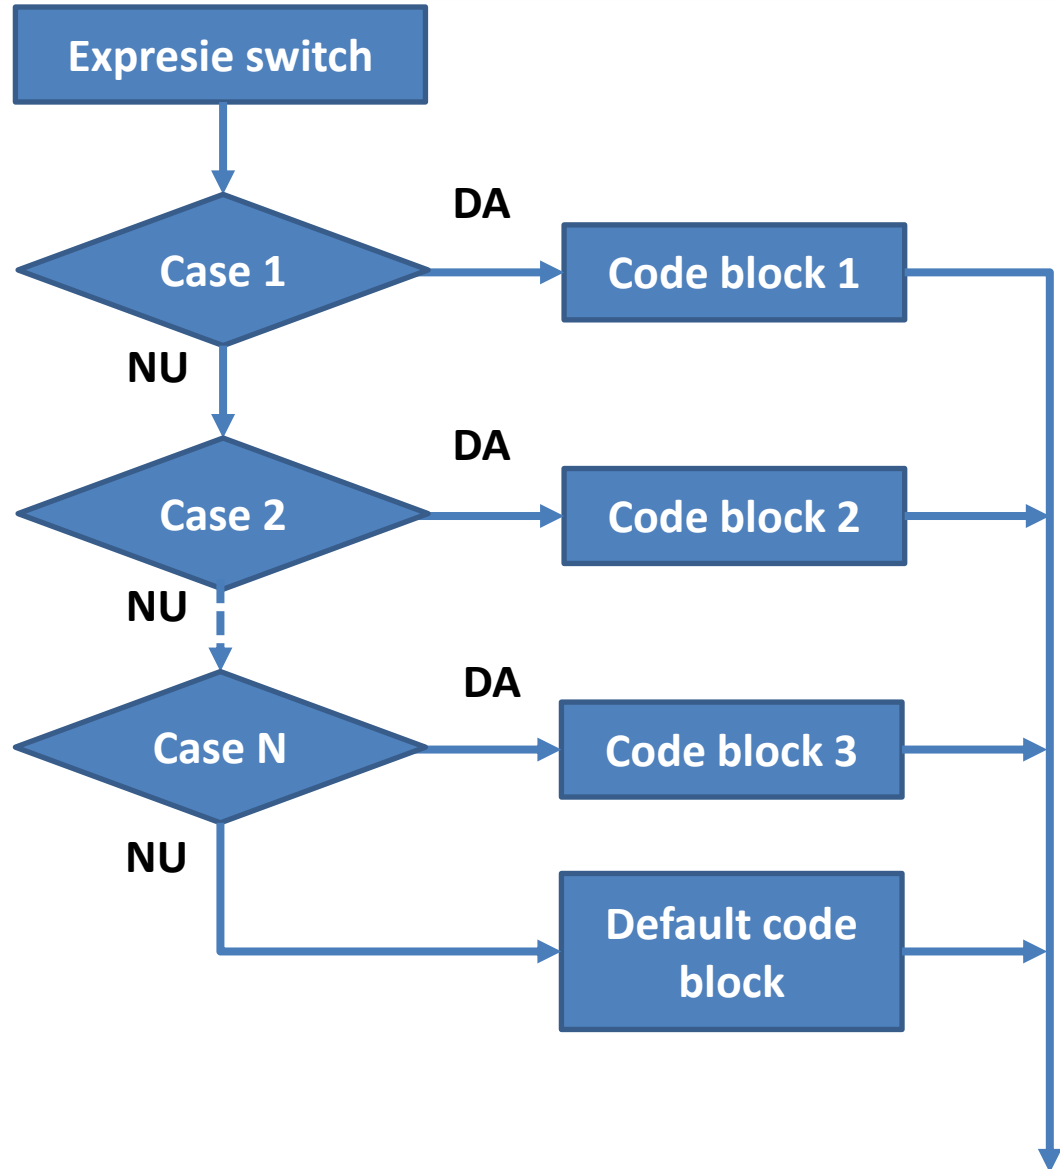 Expresie switch
DA
Case 1
Code block 1
NU
DA
Case 2
Code block 2
NU
DA
Case N
Code block 3
NU
Default code
block